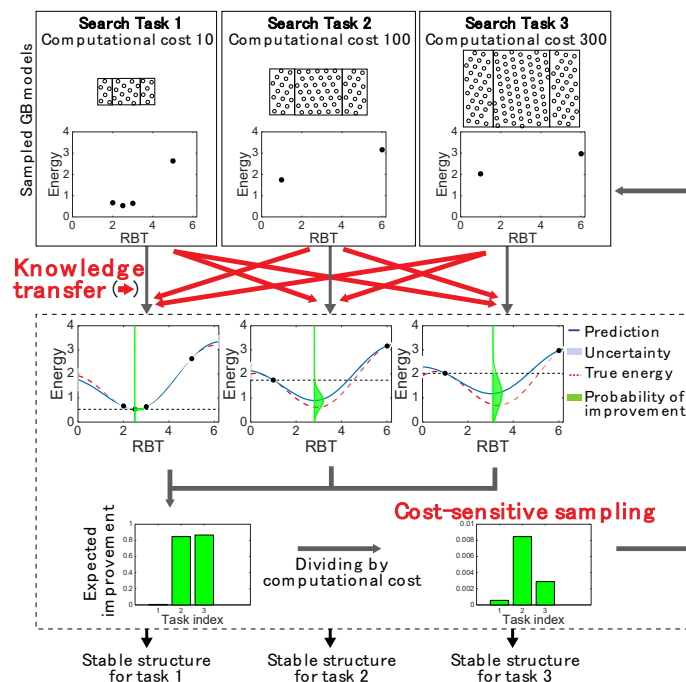 Search Task 1
Computational cost 10
Search Task 2
Computational cost 100
Search Task 3
Computational cost 300
Sampled GB models
Energy
4
3
2
1
0
0 2 4 6
RBT
Energy
4
3
2
1
0
0 2 4 6
RBT
Energy
4
3
2
1
0
0 2 4 6
RBT
Knowledge
transfer (→)
Energy
4
3
2
1
0
0 2 4 6
RBT
Energy
4
3
2
1
0
0 2 4 6
RBT
Energy
4
3
2
1
0
0 2 4 6
RBT
Prediction
Uncertainty
True energy
Probability of
improvement
Expected
improvement
1
0.8
0.6
0.4
0.2
0
1 2 3
Task index
Dividing by
computational
cost
Cost-sensitive sampling
0.01
0.008
0.006
0.004
0.002
0
1 2 3
Task index
Stable structure
for task 1
Stable structure
for task 2
Stable structure
for task 3